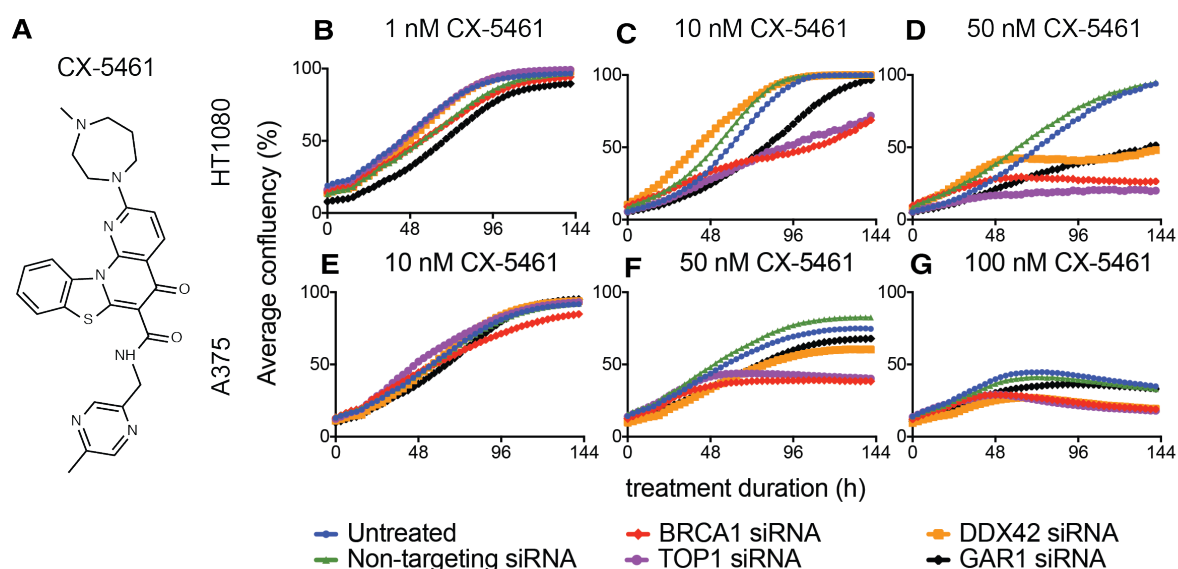 A
B
1 nM CX-5461
C
10 nM CX-5461
D
50 nM CX-5461
CX-5461
N
N
N
N
S
O
O
NH
N
N
HT1080
A375
Average confluency (%)
100
50
0
0 48 96 144
100
50
0
0 48 96 144
100
50
0
0 48 96 144
E
10 nM CX-5461
F
50 nM CX-5461
G
100 nM CX-5461
100
50
0
0 48 96 144
100
50
0
0 48 96 144
100
50
0
0 48 96 144
treatment duration (h)
Untreated
BRCA1 siRNA
DDX42 siRNA
Non-targeting siRNA
TOP1 siRNA
GAR1 siRNA